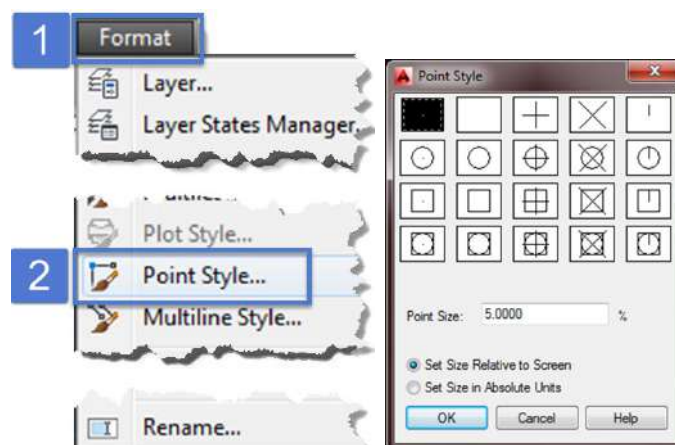 1
Format
Layer...
Layer States Manager
Plot Style...
2
Point Style...
Multiline Style...
Rename...
Point Style
Point Size: 5.0000 %
Set Size Relative to Screen
Set Size in Absolute Units
OK Cancel Help